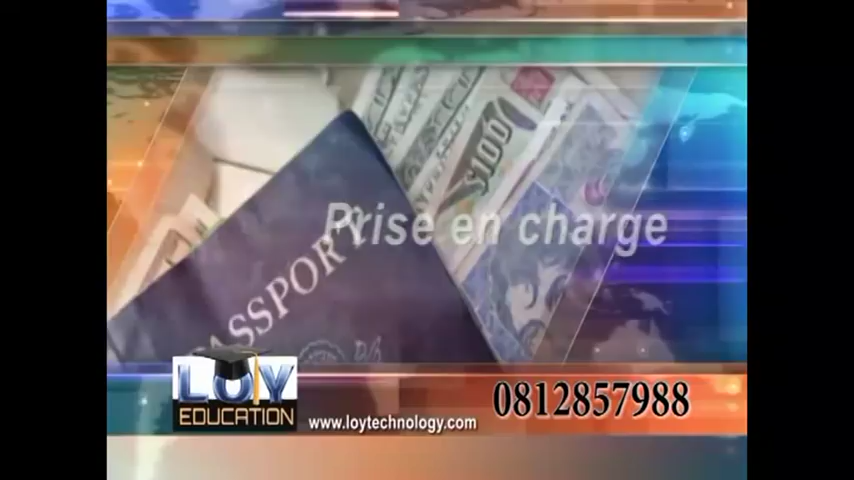 $100
Prise en charge
PASSPORT
LOY
EDUCATION
www.loytechnology.com
0812857988